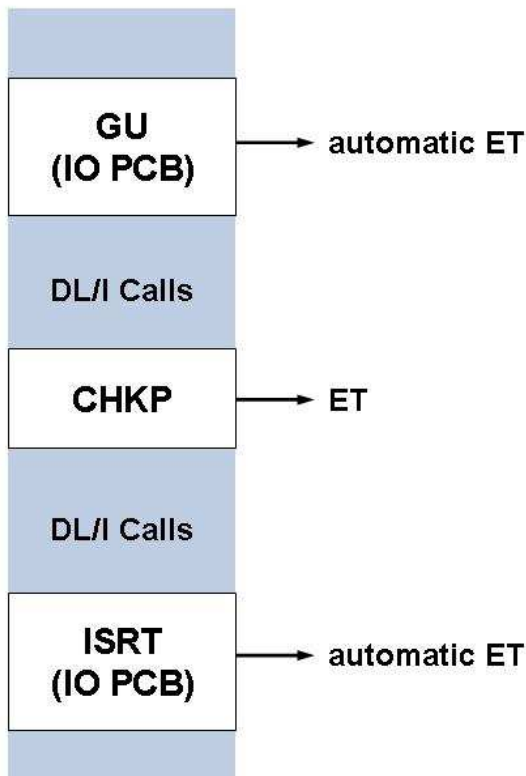 GU
(IO PCB)
automatic ET
DL/I Calls
CHKP
ET
DL/I Calls
ISRT
(IO PCB)
automatic ET